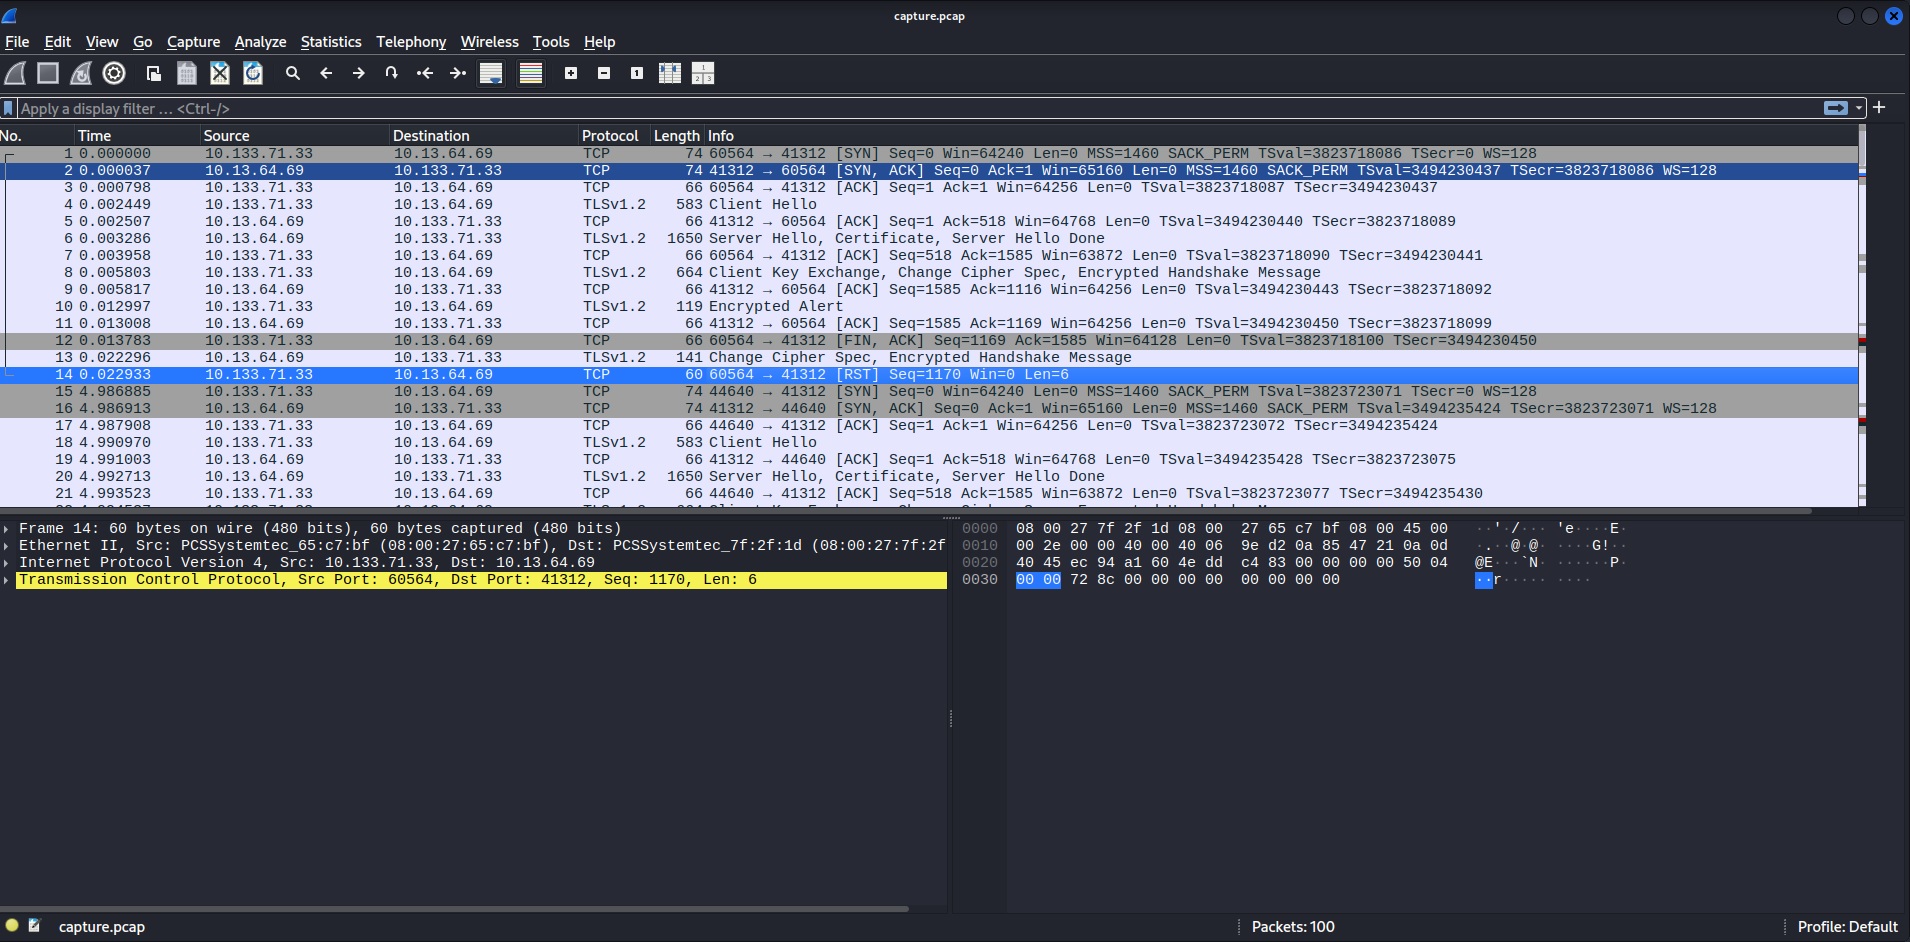 capture.pcap
File Edit View Go Capture Analyze Statistics Telephony Wireless Tools Help
Apply a display filter … <Ctrl-/>
No. Time Source Destination Protocol Length Info
1 0.000000 10.133.71.33 10.13.64.69 TCP 74 60564 → 41312 [SYN] Seq=0 Win=64240 Len=0 MSS=1460 SACK_PERM TSval=3823718086 TSecr=0 WS=128
2 0.000037 10.13.64.69 10.133.71.33 TCP 74 41312 → 60564 [SYN, ACK] Seq=0 Ack=1 Win=65160 Len=0 MSS=1460 SACK_PERM TSval=3494230437 TSecr=3823718086 WS=128
3 0.000798 10.133.71.33 10.13.64.69 TCP 66 60564 → 41312 [ACK] Seq=1 Ack=1 Win=64256 Len=0 TSval=3823718087 TSecr=3494230437
4 0.002449 10.133.71.33 10.13.64.69 TLSv1.2 583 Client Hello
5 0.002507 10.13.64.69 10.133.71.33 TCP 66 41312 → 60564 [ACK] Seq=1 Ack=518 Win=64768 Len=0 TSval=3494230440 TSecr=3823718089
6 0.003286 10.13.64.69 10.133.71.33 TLSv1.2 1650 Server Hello, Certificate, Server Hello Done
7 0.003958 10.133.71.33 10.13.64.69 TCP 66 60564 → 41312 [ACK] Seq=518 Ack=1585 Win=63872 Len=0 TSval=3823718090 TSecr=3494230441
8 0.005803 10.133.71.33 10.13.64.69 TLSv1.2 664 Client Key Exchange, Change Cipher Spec, Encrypted Handshake Message
9 0.005817 10.13.64.69 10.133.71.33 TCP 66 41312 → 60564 [ACK] Seq=1585 Ack=1116 Win=64256 Len=0 TSval=3494230443 TSecr=3823718092
10 0.012997 10.133.71.33 10.13.64.69 TLSv1.2 119 Encrypted Alert
11 0.013008 10.13.64.69 10.133.71.33 TCP 66 41312 → 60564 [ACK] Seq=1585 Ack=1169 Win=64256 Len=0 TSval=3494230450 TSecr=3823718099
12 0.013783 10.133.71.33 10.13.64.69 TCP 66 60564 → 41312 [FIN, ACK] Seq=1169 Ack=1585 Win=64128 Len=0 TSval=3823718100 TSecr=3494230450
13 0.022296 10.13.64.69 10.133.71.33 TLSv1.2 141 Change Cipher Spec, Encrypted Handshake Message
14 0.022933 10.133.71.33 10.13.64.69 TCP 60 60564 → 41312 [RST] Seq=1170 Win=0 Len=6
15 4.986885 10.133.71.33 10.13.64.69 TCP 74 44640 → 41312 [SYN] Seq=0 Win=64240 Len=0 MSS=1460 SACK_PERM TSval=3823723071 TSecr=0 WS=128
16 4.986913 10.13.64.69 10.133.71.33 TCP 74 41312 → 44640 [SYN, ACK] Seq=0 Ack=1 Win=65160 Len=0 MSS=1460 SACK_PERM TSval=3494235424 TSecr=3823723071 WS=128
17 4.987908 10.133.71.33 10.13.64.69 TCP 66 44640 → 41312 [ACK] Seq=1 Ack=1 Win=64256 Len=0 TSval=3823723072 TSecr=3494235424
18 4.990970 10.133.71.33 10.13.64.69 TLSv1.2 583 Client Hello
19 4.991003 10.13.64.69 10.133.71.33 TCP 66 41312 → 44640 [ACK] Seq=1 Ack=518 Win=64768 Len=0 TSval=3494235428 TSecr=3823723075
20 4.992713 10.13.64.69 10.133.71.33 TLSv1.2 1650 Server Hello, Certificate, Server Hello Done
21 4.993523 10.133.71.33 10.13.64.69 TCP 66 44640 → 41312 [ACK] Seq=518 Ack=1585 Win=63872 Len=0 TSval=3823723077 TSecr=3494235430
Frame 14: 60 bytes on wire (480 bits), 60 bytes captured (480 bits)
Ethernet II, Src: PCSSystemtec_65:c7:bf (08:00:27:65:c7:bf), Dst: PCSSystemtec_7f:2f:1d (08:00:27:7f:2f
Internet Protocol Version 4, Src: 10.133.71.33, Dst: 10.13.64.69
Transmission Control Protocol, Src Port: 60564, Dst Port: 41312, Seq: 1170, Len: 6
0000 08 00 27 7f 2f 1d 08 00 27 65 c7 bf 08 00 45 00 ··'·/··· 'e····E·
0010 00 2e 00 00 40 00 40 06 9e d2 0a 85 47 21 0a 0d ·.··@·@· ····G!··
0020 40 45 ec 94 a1 60 4e dd c4 83 00 00 00 00 50 04 @E···`N· ······P·
0030 00 00 72 8c 00 00 00 00 00 00 00 00 ··r····· ····
capture.pcap
Packets: 100
Profile: Default